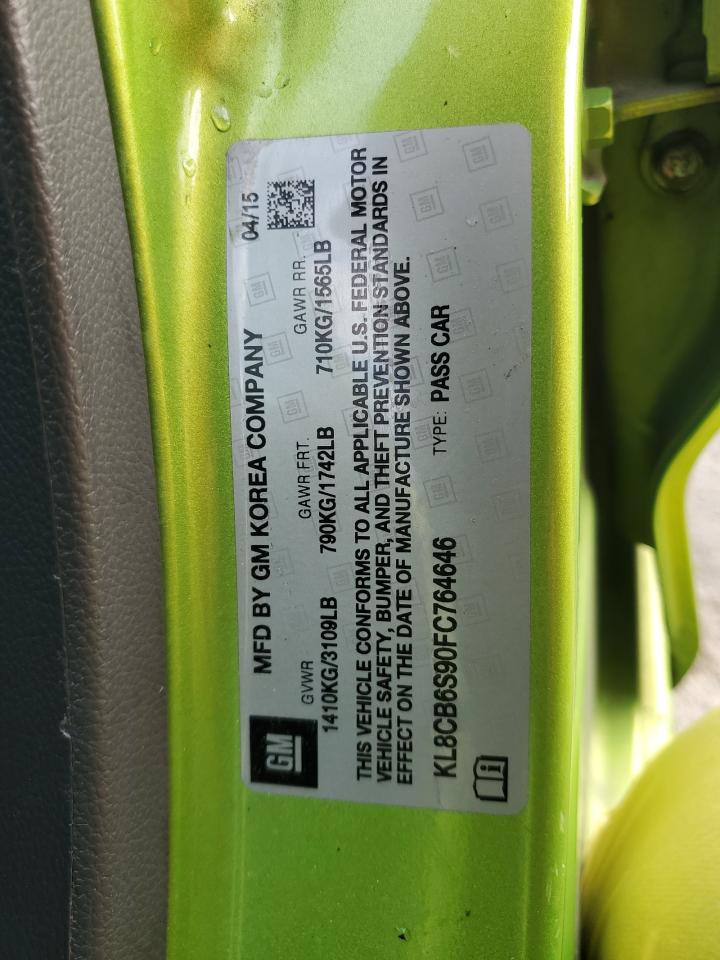 MFD BY GM KOREA COMPANY 04/15
GM
GVWR GAWR FRT. GAWR RR.
1410KG/3109LB 790KG/1742LB 710KG/1565LB
THIS VEHICLE CONFORMS TO ALL APPLICABLE U.S. FEDERAL MOTOR
VEHICLE SAFETY, BUMPER, AND THEFT PREVENTION STANDARDS IN
EFFECT ON THE DATE OF MANUFACTURE SHOWN ABOVE.
KL8CB6S90FC764646 TYPE: PASS CAR